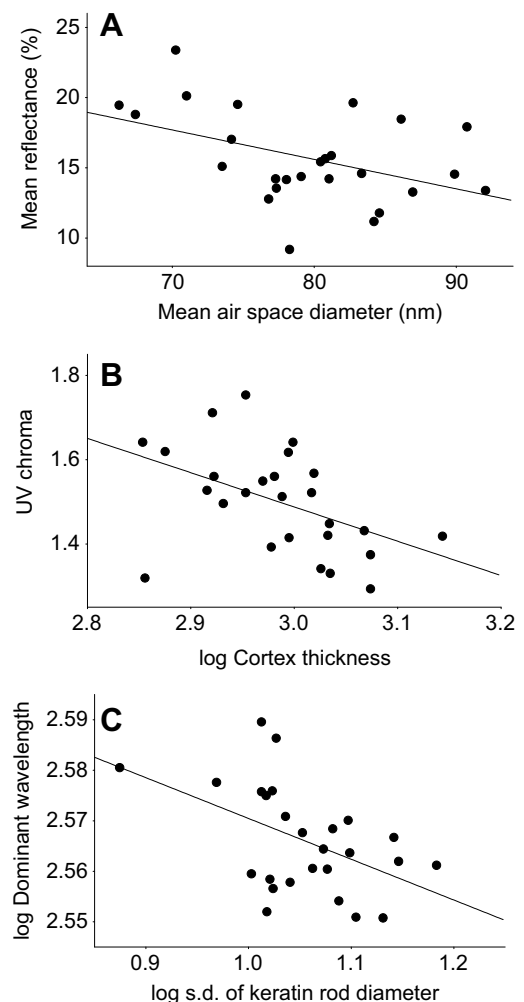 A
25
20
15
10
Mean reflectance (%)
70 80 90
Mean air space diameter (nm)
B
1.8
1.6
1.4
UV chroma
2.8 2.9 3.0 3.1 3.2
log Cortex thickness
C
2.59
2.58
2.57
2.56
2.55
log Dominant wavelength
0.9 1.0 1.1 1.2
log s.d. of keratin rod diameter